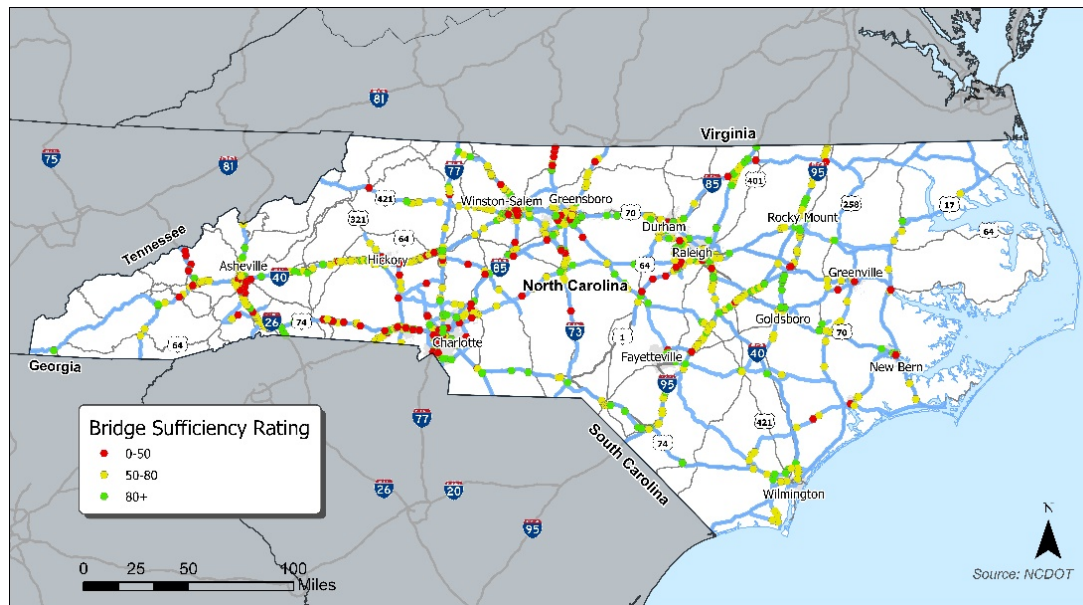 Virginia
81
75
81
77
85
401
95
Winston-Salem
Greensboro
421
70
Rocky Mount
258
17
321
Durham
64
Tennessee
64
Raleigh
Asheville
Hickory
85
64
Greenville
40
North Carolina
26
74
Goldsboro
73
1
70
Charlotte
Fayetteville
40
64
Georgia
95
New Bern
77
South Carolina
421
74
Bridge Sufficiency Rating
0-50
50-80
80+
26
20
Wilmington
95
N
0 50 100
Miles
Source: NCDOT